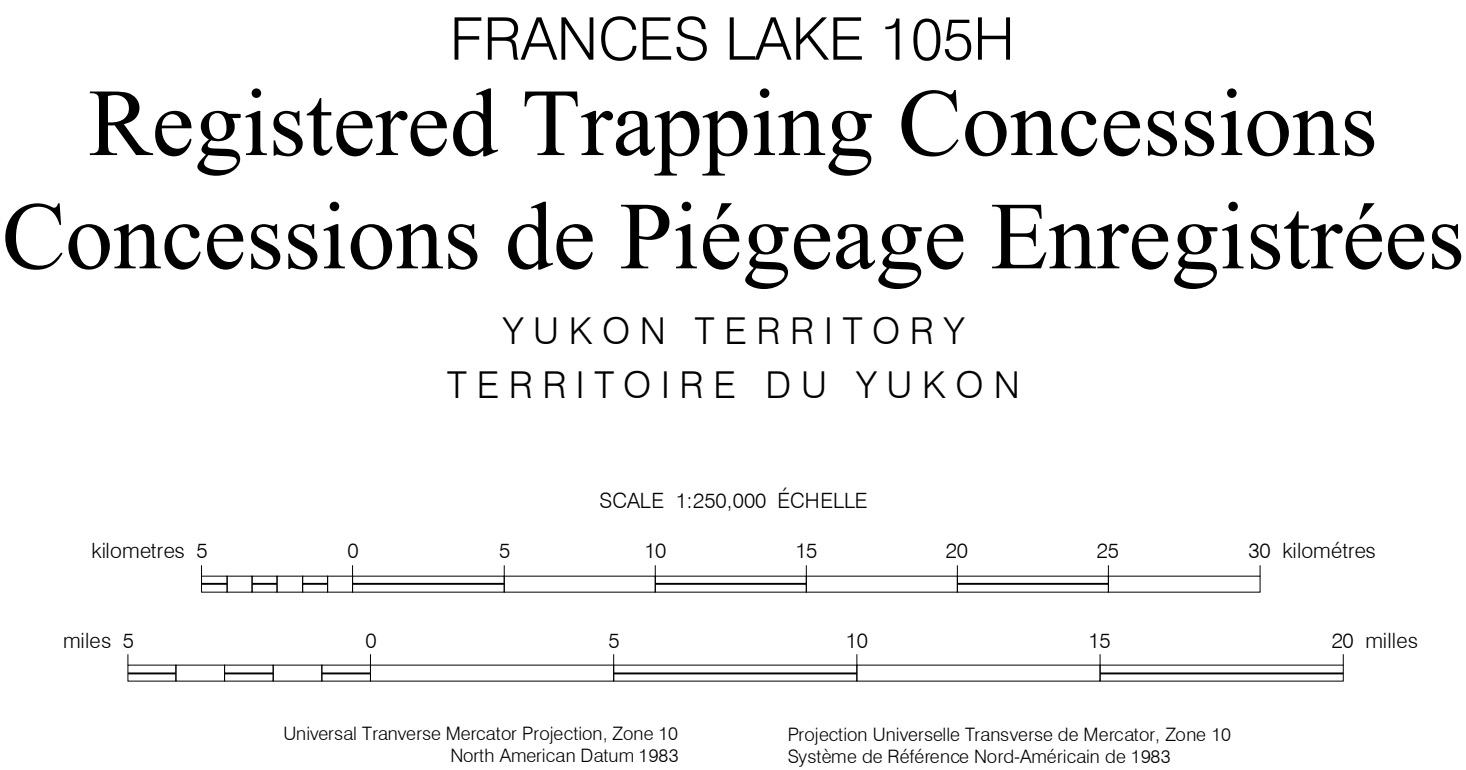 FRANCES LAKE 105H
Registered Trapping Concessions
Concessions de Piégeage Enregistrées
YUKON TERRITORY
TERRITOIRE DU YUKON
SCALE 1:250,000 ÉCHELLE
kilometres 5 0 5 10 15 20 25 30 kilométres
miles 5 0 5 10 15 20 milles
Universal Tranverse Mercator Projection, Zone 10
North American Datum 1983
Projection Universelle Transverse de Mercator, Zone 10
Système de Référence Nord-Américain de 1983